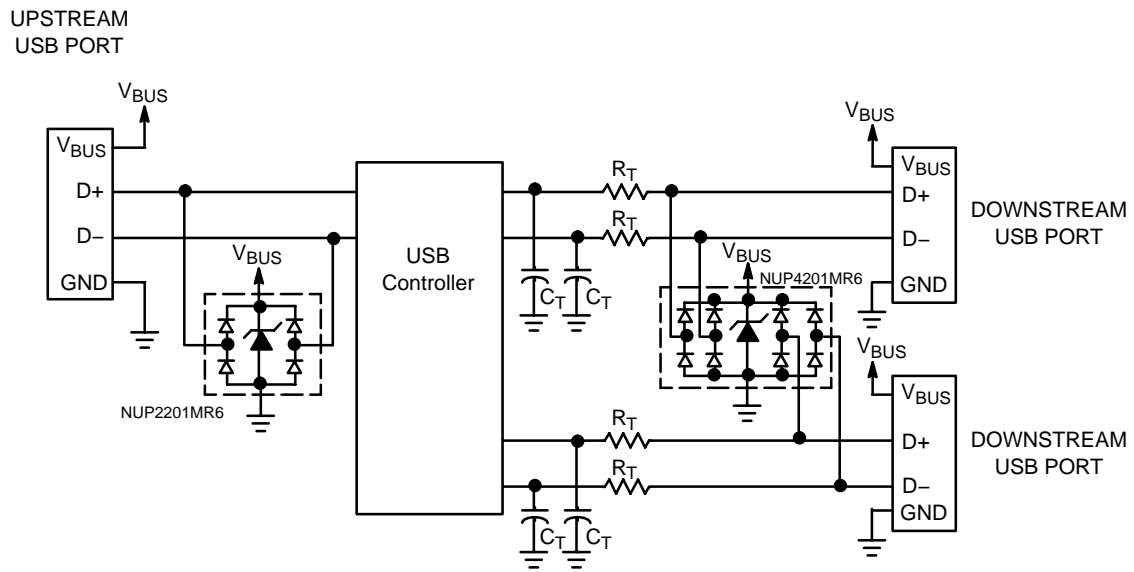 UPSTREAM
USB PORT
VBUS
VBUS
D+
D−
GND
VBUS
NUP2201MR6
USB
Controller
RT
RT
CT
CT
VBUS
NUP4201MR6
VBUS
VBUS
D+
D−
GND
DOWNSTREAM
USB PORT
RT
RT
CT
CT
VBUS
VBUS
D+
D−
GND
DOWNSTREAM
USB PORT